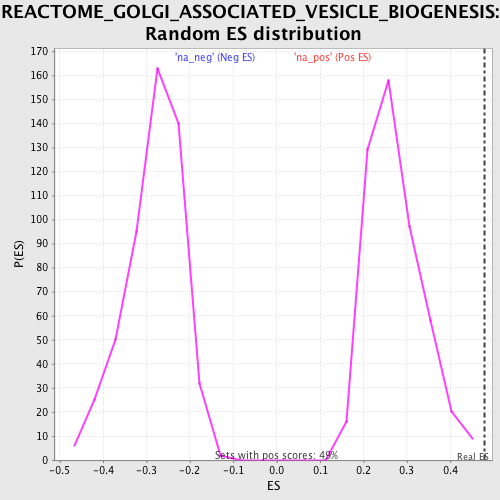 REACTOME_GOLGI_ASSOCIATED_VESICLE_BIOGENESIS:
Random ES distribution
'na_neg' (Neg ES) 'na_pos' (Pos ES)
170
160
150
140
130
120
110
100
90
80
70
60
50
40
30
20
10
0
P(ES)
Sets with pos scores: 49%
Real ES
-0.5 -0.4 -0.3 -0.2 -0.1 0.0 0.1 0.2 0.3 0.4
ES